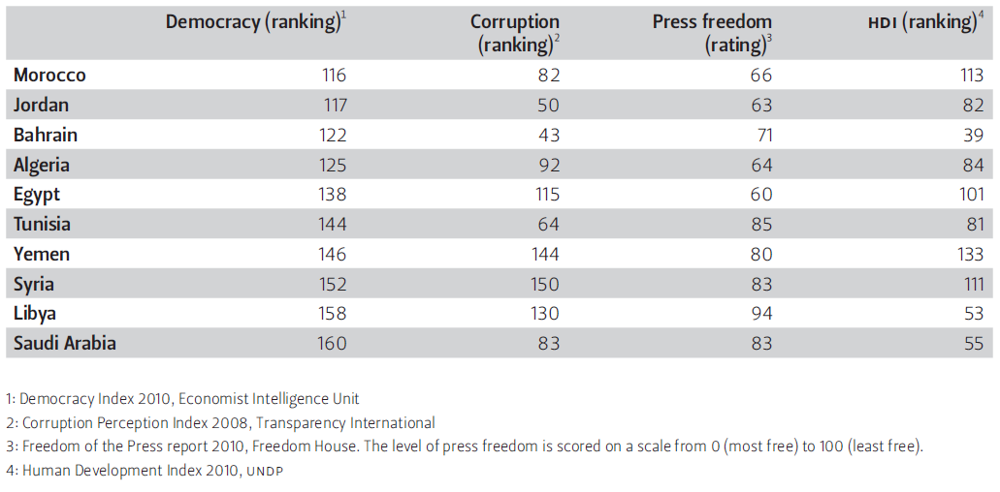 Democracy (ranking)1 Corruption (ranking)2 Press freedom (rating)3 HDI (ranking)4
Morocco 116 82 66 113
Jordan 117 50 63 82
Bahrain 122 43 71 39
Algeria 125 92 64 84
Egypt 138 115 60 101
Tunisia 144 64 85 81
Yemen 146 144 80 133
Syria 152 150 83 111
Libya 158 130 94 53
Saudi Arabia 160 83 83 55
1: Democracy Index 2010, Economist Intelligence Unit
2: Corruption Perception Index 2008, Transparency International
3: Freedom of the Press report 2010, Freedom House. The level of press freedom is scored on a scale from 0 (most free) to 100 (least free).
4: Human Development Index 2010, UNDP